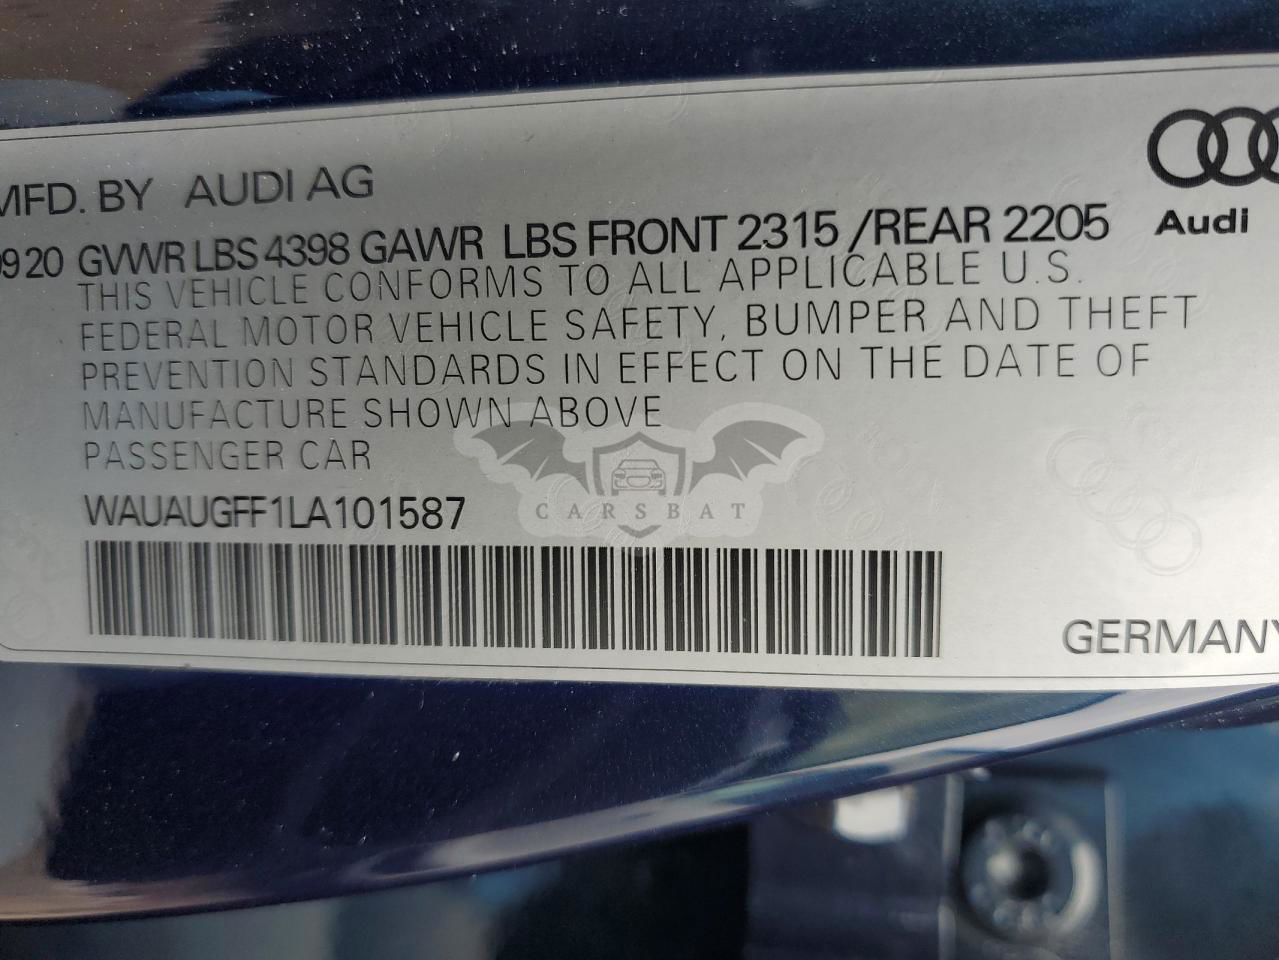 MFD. BY AUDI AG
0920 GVWR LBS 4398 GAWR LBS FRONT 2315 /REAR 2205
Audi
THIS VEHICLE CONFORMS TO ALL APPLICABLE U.S.
FEDERAL MOTOR VEHICLE SAFETY, BUMPER AND THEFT
PREVENTION STANDARDS IN EFFECT ON THE DATE OF
MANUFACTURE SHOWN ABOVE
PASSENGER CAR
WAUAUGFF1LA101587
CARSBAT
GERMANY